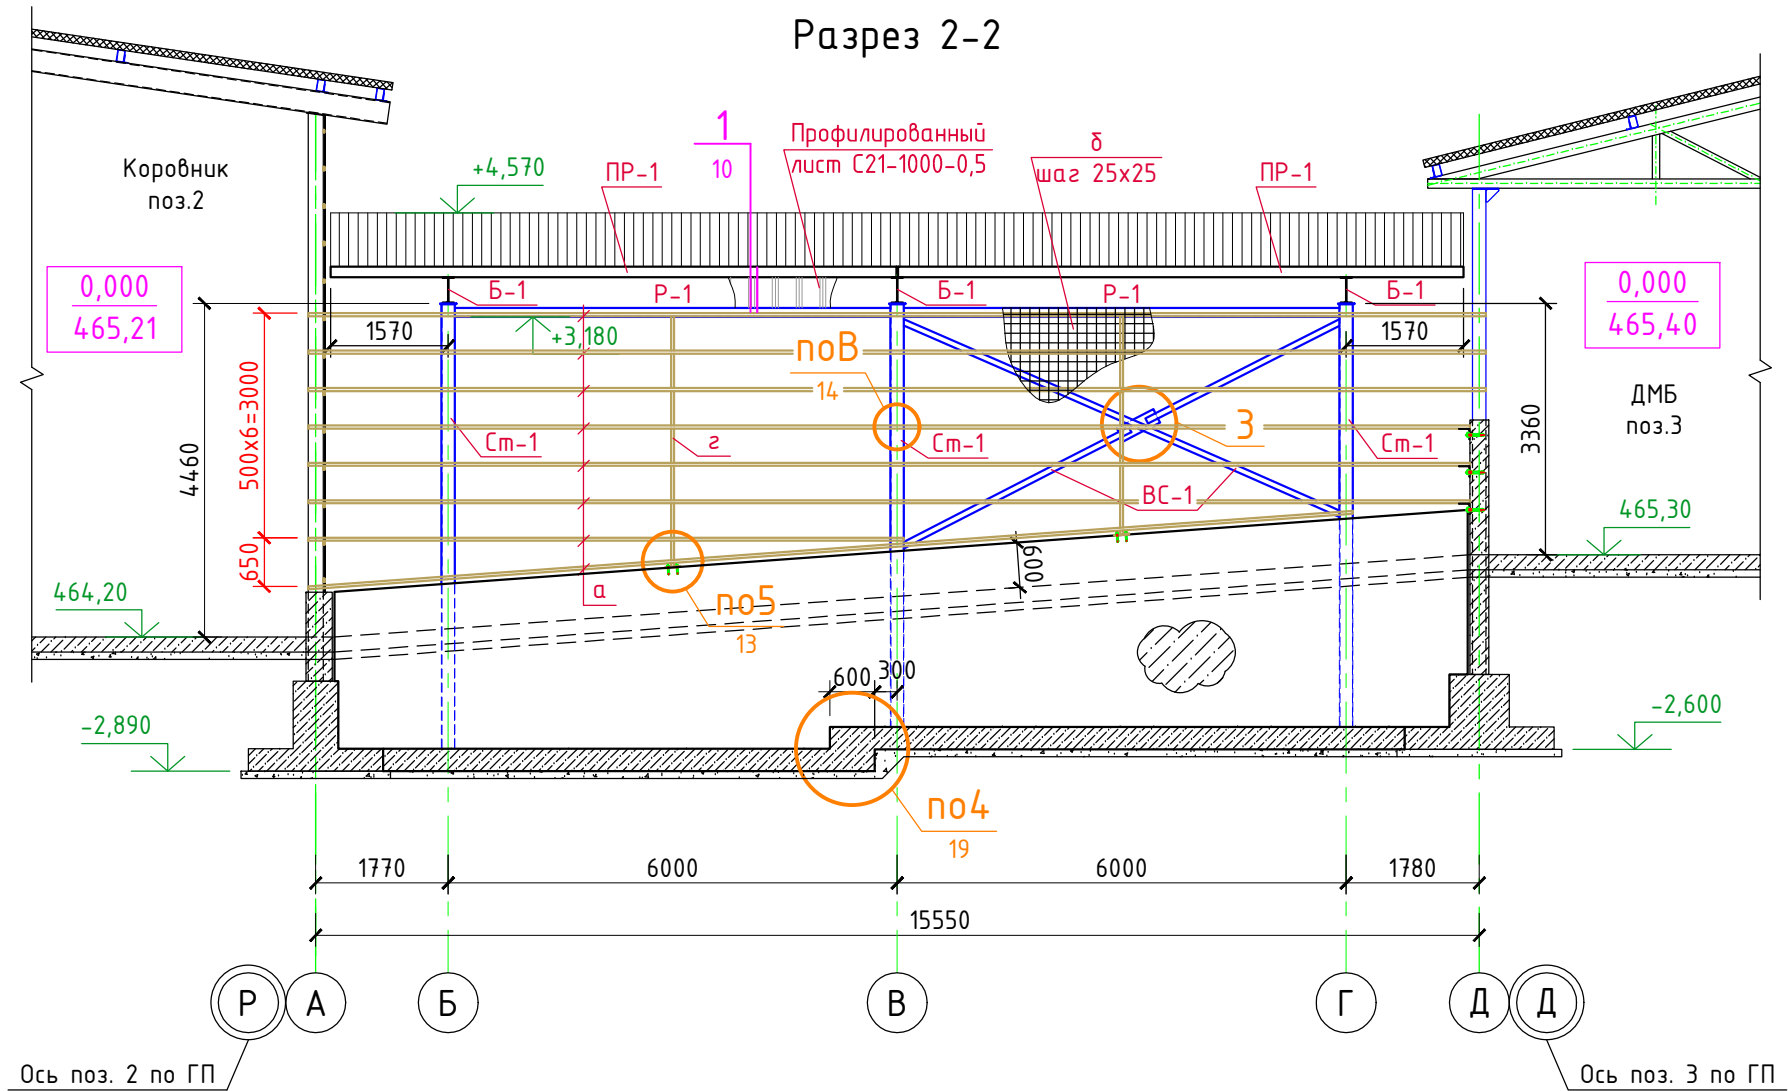 Разрез 2-2
Коровник
поз.2
+4,570
ПР-1
1
10
Профилированный
лист С21-1000-0,5
δ
шаг 25x25
ПР-1
0,000
465,21
0,000
465,40
Б-1
Р-1
Б-1
Р-1
Б-1
1570
+3,180
1570
поВ
14
500x6=3000
4460
Ст-1
г
Ст-1
3
Ст-1
3360
ДМБ
поз.3
ВС-1
465,30
650
464,20
а
600
по5
13
600
300
-2,890
-2,600
по4
19
1770
6000
6000
1780
15550
Р
А
Б
В
Г
Д
Д
Ось поз. 2 по ГП
Ось поз. 3 по ГП